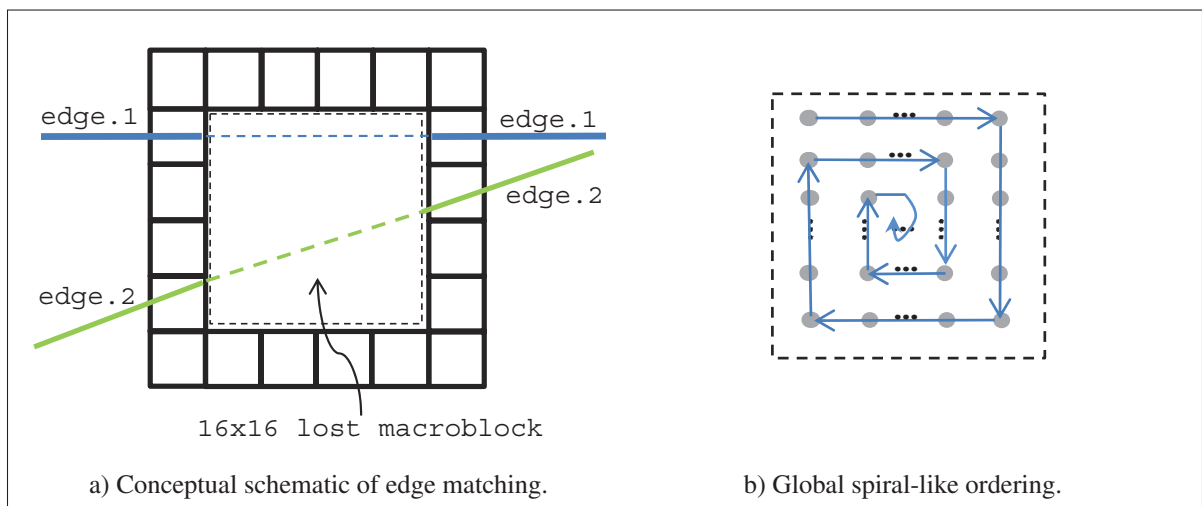 edge.1
edge.1
edge.2
edge.2
16x16 lost macroblock
a) Conceptual schematic of edge matching.
b) Global spiral-like ordering.